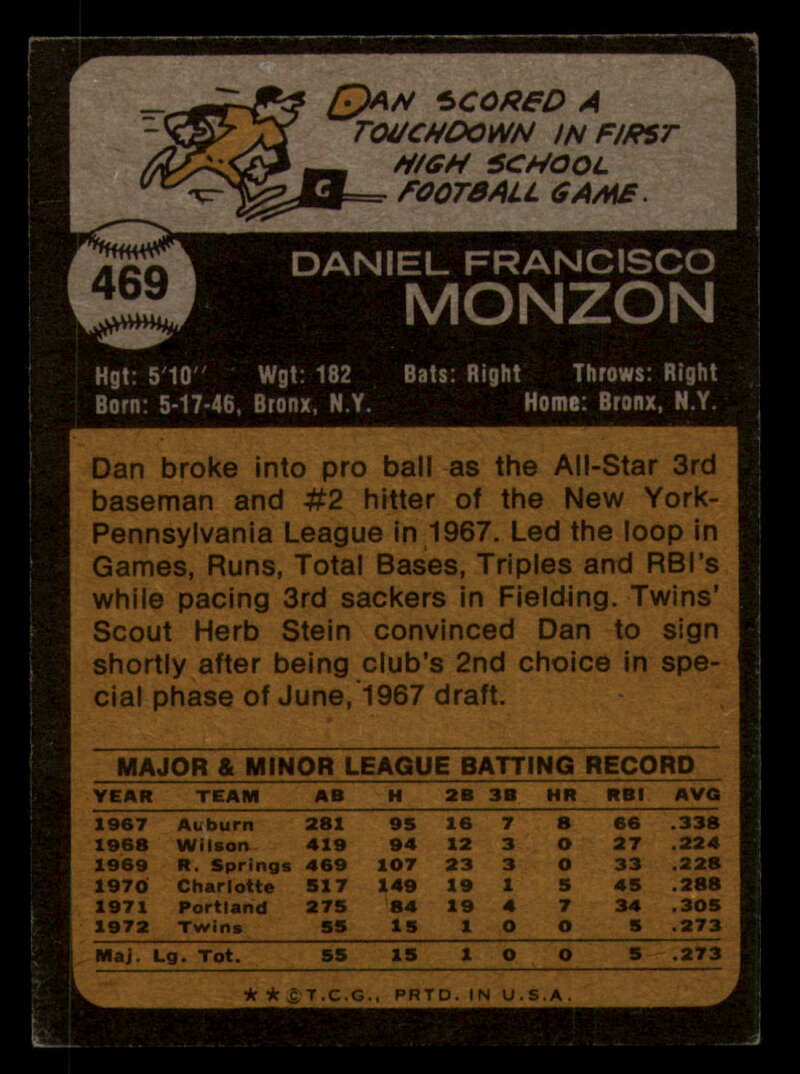 DAN SCORED A
TOUCHDOWN IN FIRST
HIGH SCHOOL
FOOTBALL GAME.
G
469
DANIEL FRANCISCO
MONZON
Hgt: 5'10" Wgt: 182 Bats: Right Throws: Right
Born: 5-17-46, Bronx, N.Y. Home: Bronx, N.Y.
Dan broke into pro ball as the All-Star 3rd
baseman and #2 hitter of the New York-
Pennsylvania League in 1967. Led the loop in
Games, Runs, Total Bases, Triples and RBI's
while pacing 3rd sackers in Fielding. Twins'
Scout Herb Stein convinced Dan to sign
shortly after being club's 2nd choice in spe-
cial phase of June, 1967 draft.
MAJOR & MINOR LEAGUE BATTING RECORD
YEAR TEAM AB H 2B 3B HR RBI AVG
1967 Auburn 281 95 16 7 8 66 .338
1968 Wilson 419 94 12 3 0 27 .224
1969 R. Springs 469 107 23 3 0 33 .228
1970 Charlotte 517 149 19 1 5 45 .288
1971 Portland 275 84 19 4 7 34 .305
1972 Twins 55 15 1 0 0 5 .273
Maj. Lg. Tot. 55 15 1 0 0 5 .273
★★©T.C.G., PRTD. IN U.S.A.